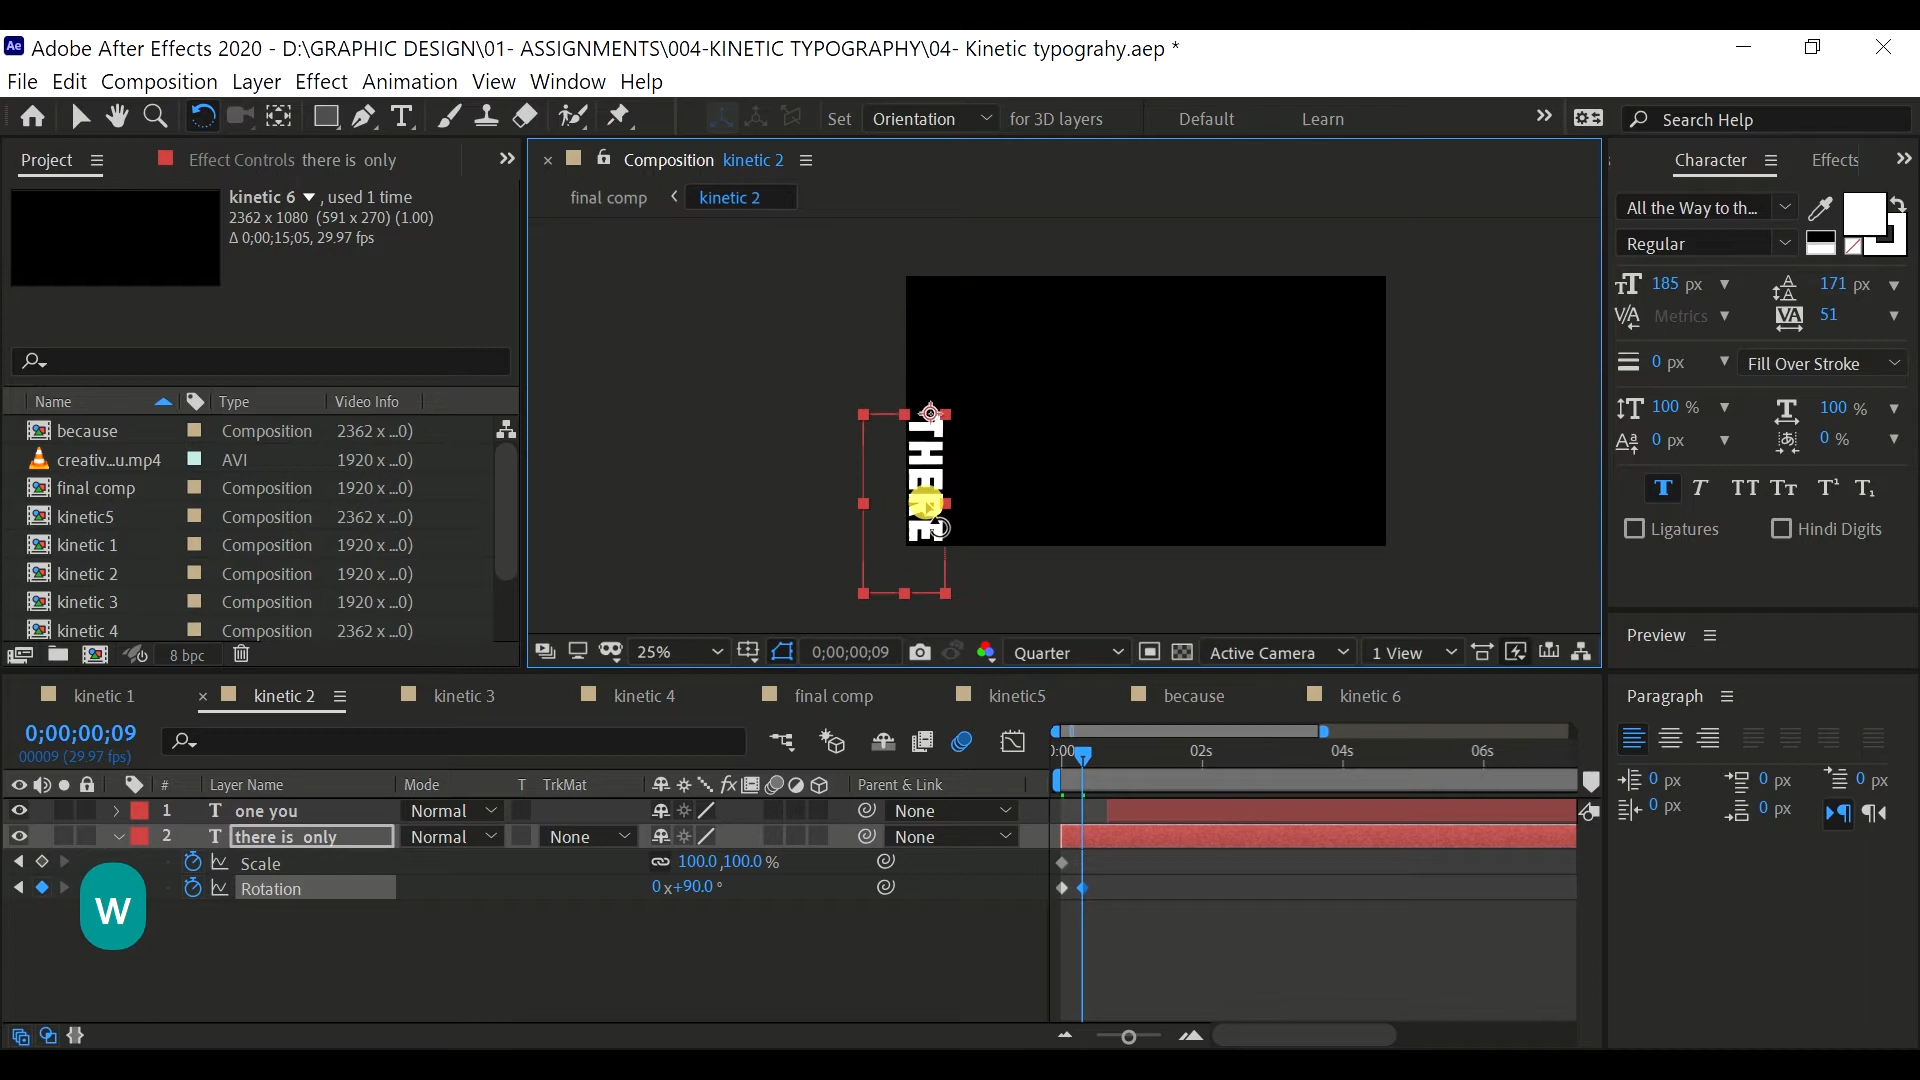 Ae Adobe After Effects 2020 - D:\GRAPHIC DESIGN\01- ASSIGNMENTS\004-KINETIC TYPOGRAPHY\04- Kinetic typograhy.aep *
File Edit Composition Layer Effect Animation View Window Help
Set Orientation for 3D layers Default Learn Search Help
Project Effect Controls there is only
kinetic 6 , used 1 time
2362 x 1080 (591 x 270) (1.00)
Δ 0;00;15;05, 29.97 fps
Composition kinetic 2
final comp kinetic 2
Name Type Video Info
because Composition 2362 x ...0)
creativ...u.mp4 AVI 1920 x ...0)
final comp Composition 1920 x ...0)
kinetic5 Composition 2362 x ...0)
kinetic 1 Composition 1920 x ...0)
kinetic 2 Composition 1920 x ...0)
kinetic 3 Composition 1920 x ...0)
kinetic 4 Composition 2362 x ...0)
8 bpc
THERE
25% 0;00;00;09 Quarter Active Camera 1 View
Character Effects
All the Way to th...
Regular
185 px 171 px
Metrics 51
0 px Fill Over Stroke
100 % 100 %
0 px 0 %
T T TT Tt T¹ T₁
Ligatures Hindi Digits
Preview
Paragraph
0 px 0 px 0 px
0 px 0 px
kinetic 1 kinetic 2 kinetic 3 kinetic 4 final comp kinetic5 because kinetic 6
0;00;00;09
00009 (29.97 fps)
):00 02s 04s 06s
# Layer Name Mode T TrkMat Parent & Link
1 T one you Normal None
2 T there is only Normal None None
Scale 100.0,100.0 %
Rotation 0 x+90.0 °
W